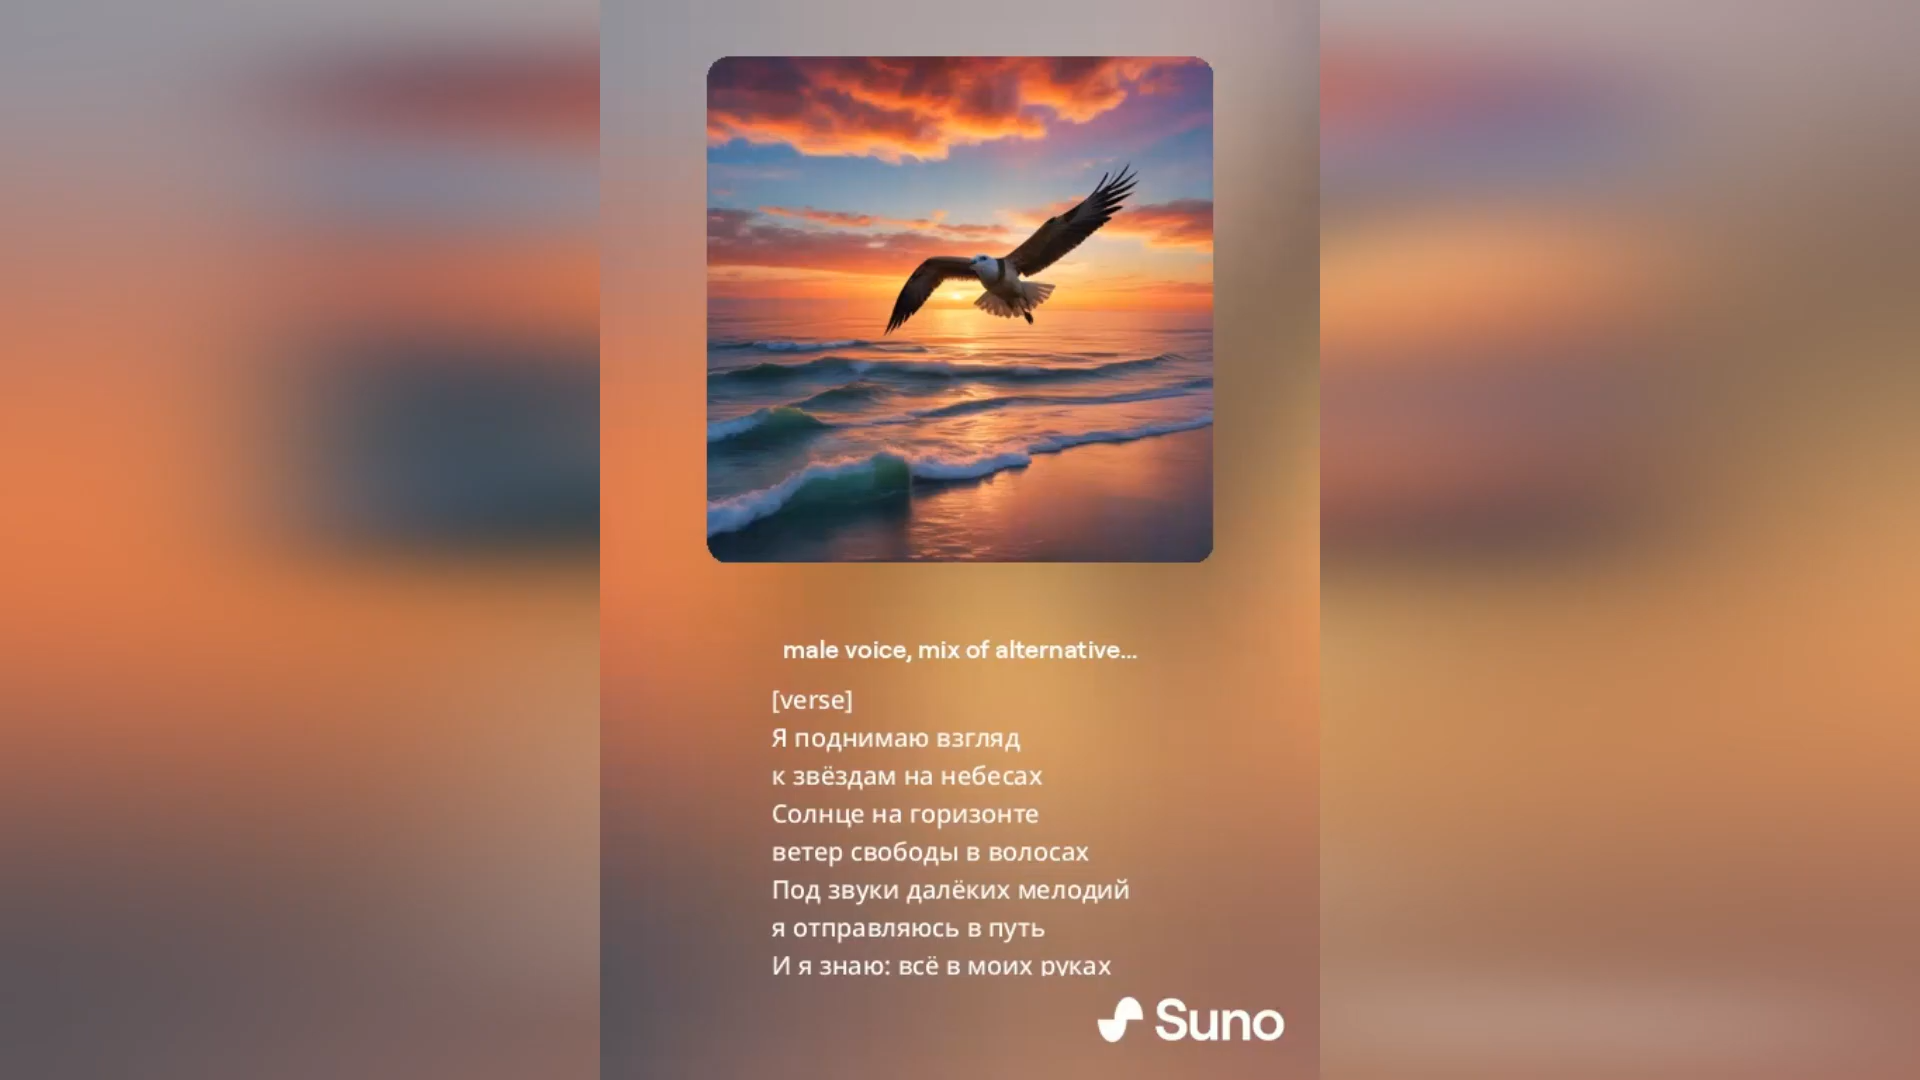 male voice, mix of alternative...
[verse]
Я поднимаю взгляд
к звёздам на небесах
Солнце на горизонте
ветер свободы в волосах
Под звуки далёких мелодий
я отправляюсь в путь
И я знаю: всё в моих руках
Suno